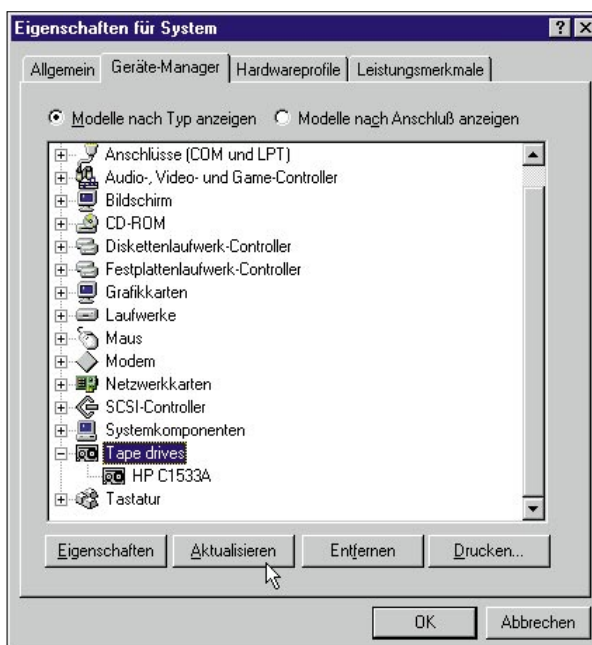 Eigenschaften für System
Allgemein Geräte-Manager Hardwareprofile Leistungsmerkmale
Modelle nach Typ anzeigen Modelle nach Anschluß anzeigen
Anschlüsse (COM und LPT)
Audio-, Video- und Game-Controller
Bildschirm
CD-ROM
Diskettenlaufwerk-Controller
Festplattenlaufwerk-Controller
Grafikkarten
Laufwerke
Maus
Modem
Netzwerkkarten
SCSI-Controller
Systemkomponenten
Tape drives
HP C1533A
Tastatur
Eigenschaften Aktualisieren Entfernen Drucken...
OK Abbrechen